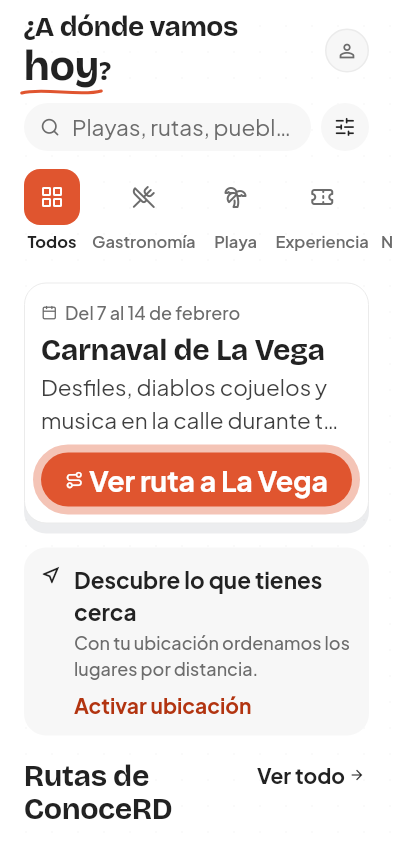 ¿A dónde vamos
hoy?
Playas, rutas, puebl...
Todos Gastronomía Playa Experiencia N
Del 7 al 14 de febrero
Carnaval de La Vega
Desfiles, diablos cojuelos y
musica en la calle durante t...
Ver ruta a La Vega
Descubre lo que tienes
cerca
Con tu ubicación ordenamos los
lugares por distancia.
Activar ubicación
Rutas de
ConoceRD
Ver todo